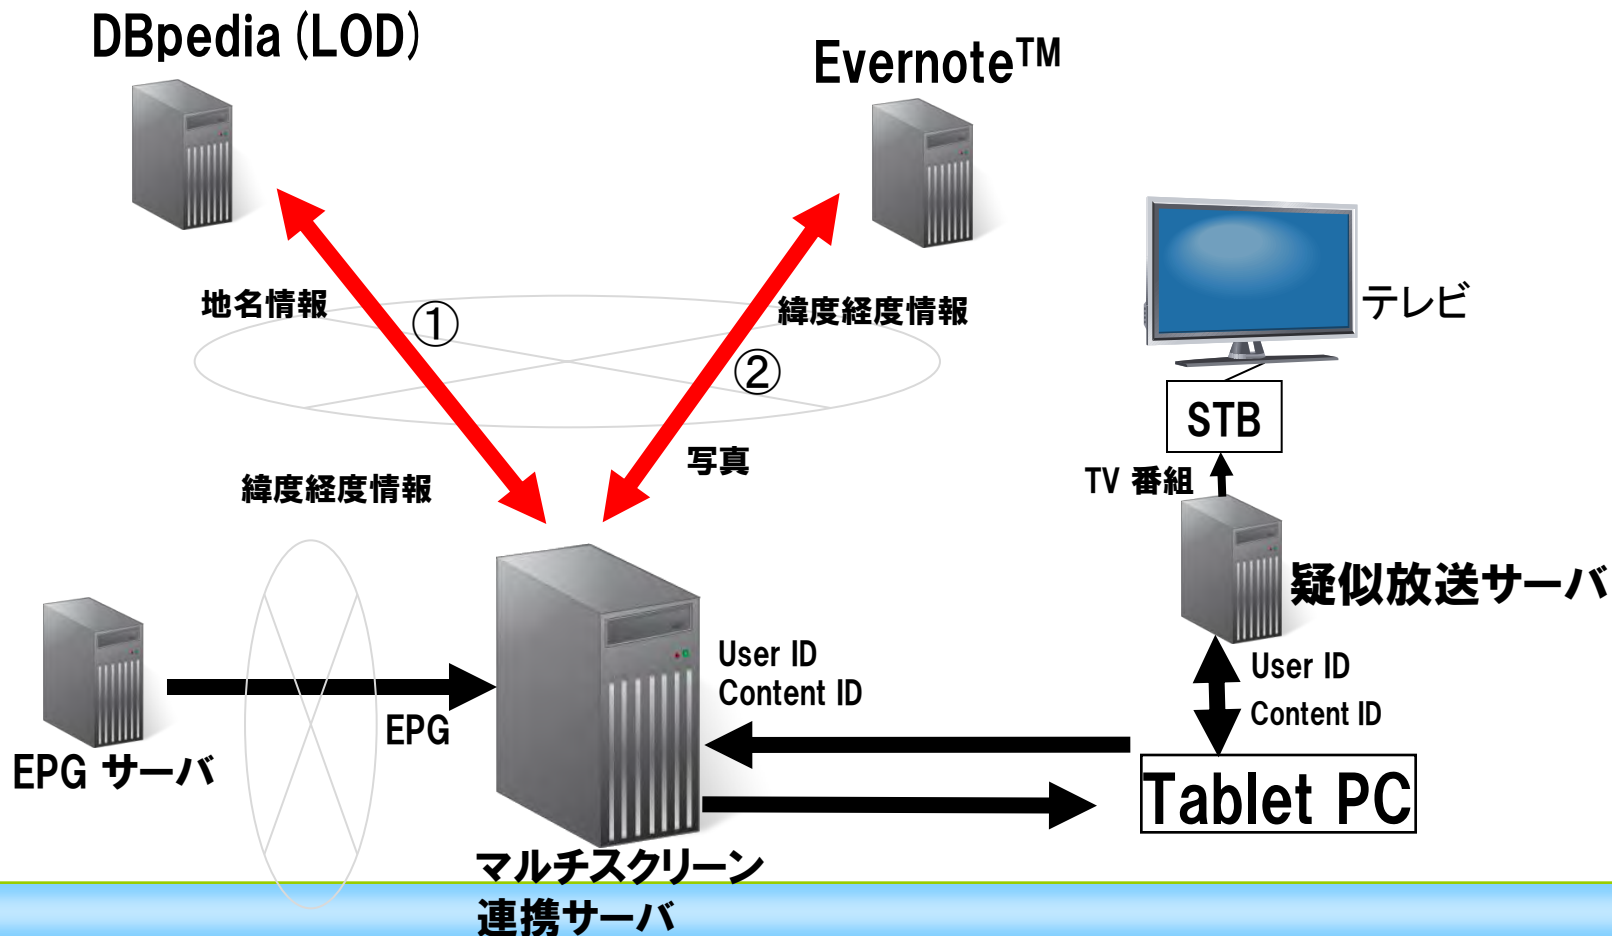 DBpedia (LOD)
Evernote™
地名情報
①
緯度経度情報
②
テレビ
STB
写真
TV 番組
緯度経度情報
疑似放送サーバ
User ID
Content ID
User ID
Content ID
EPG
EPG サーバ
Tablet PC
マルチスクリーン
連携サーバ